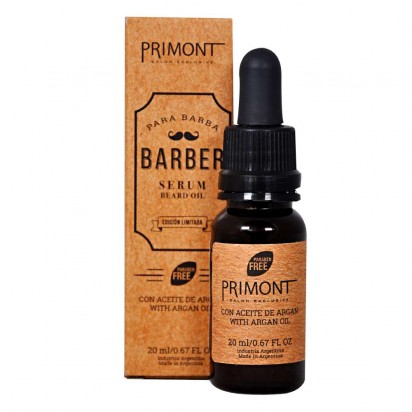 PRIMONT
SALON EXCLUSIVE
PARA BARBA
BARBER
SERUM
BEARD OIL
EDICIÓN LIMITADA
PARABEN
FREE
CON ACEITE DE
WITH ARGAN OIL
20 ml/0.67 FL OZ
Industria Argentina
Made in Argentina
PARABEN
FREE
PRIMONT
SALON EXCLUSIVE
CON ACEITE DE ARGAN
WITH ARGAN OIL
20 ml/0.67 FL OZ
Industria Argentina
Made in Argentina